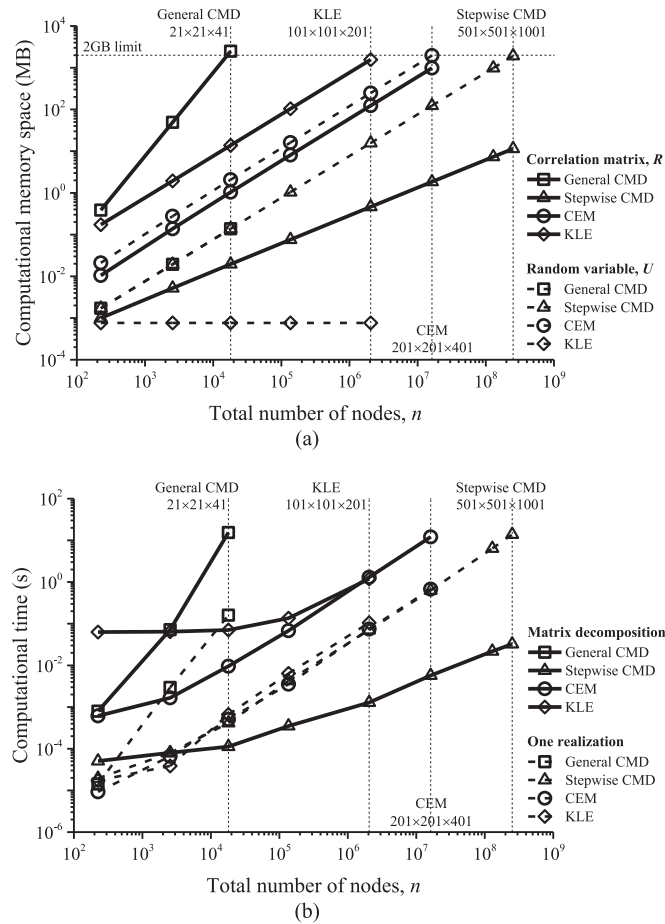 General CMD
21×21×41
KLE
101×101×201
Stepwise CMD
501×501×1001
2GB limit
10^4
10^2
10^0
10^-2
10^-4
Computational memory space (MB)
Correlation matrix, R
General CMD
Stepwise CMD
CEM
KLE
Random variable, U
General CMD
Stepwise CMD
CEM
KLE
CEM
201×201×401
10^2 10^3 10^4 10^5 10^6 10^7 10^8 10^9
Total number of nodes, n
(a)
General CMD
21×21×41
KLE
101×101×201
Stepwise CMD
501×501×1001
10^2
10^0
10^-2
10^-4
10^-6
Computational time (s)
Matrix decomposition
General CMD
Stepwise CMD
CEM
KLE
One realization
General CMD
Stepwise CMD
CEM
KLE
CEM
201×201×401
10^2 10^3 10^4 10^5 10^6 10^7 10^8 10^9
Total number of nodes, n
(b)